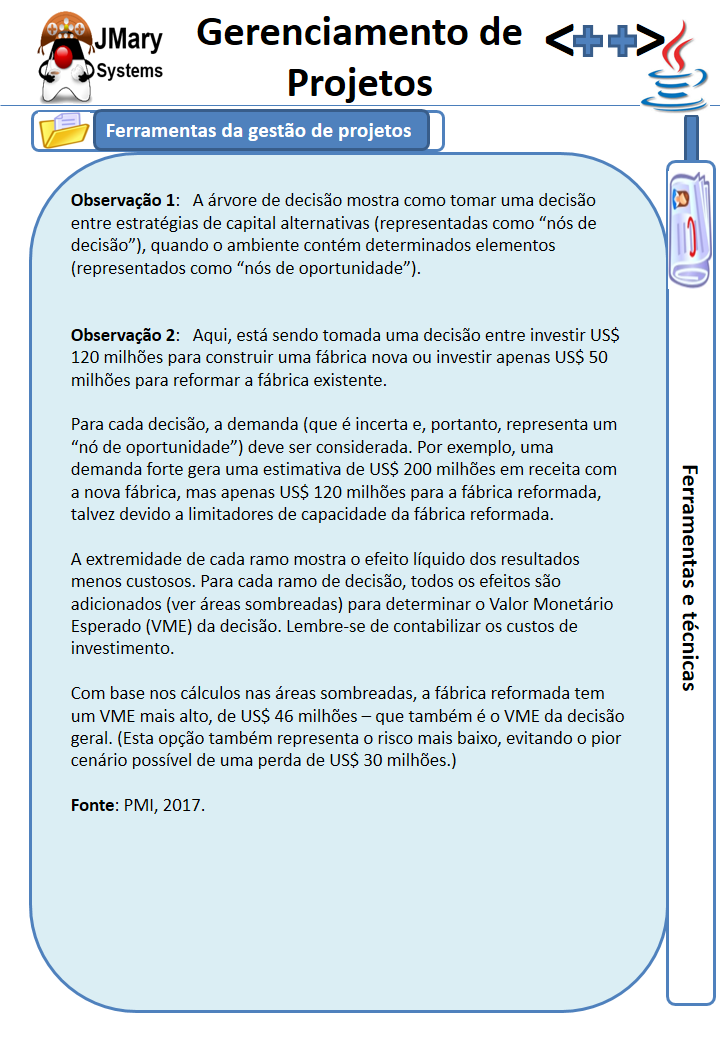 JMary
Systems
Gerenciamento de
Projetos
<++>
Ferramentas da gestão de projetos
Observação 1: A árvore de decisão mostra como tomar uma decisão
entre estratégias de capital alternativas (representadas como “nós de
decisão”), quando o ambiente contém determinados elementos
(representados como “nós de oportunidade”).
Observação 2: Aqui, está sendo tomada uma decisão entre investir US$
120 milhões para construir uma fábrica nova ou investir apenas US$ 50
milhões para reformar a fábrica existente.
Para cada decisão, a demanda (que é incerta e, portanto, representa um
“nó de oportunidade”) deve ser considerada. Por exemplo, uma
demanda forte gera uma estimativa de US$ 200 milhões em receita com
a nova fábrica, mas apenas US$ 120 milhões para a fábrica reformada,
talvez devido a limitadores de capacidade da fábrica reformada.
A extremidade de cada ramo mostra o efeito líquido dos resultados
menos custosos. Para cada ramo de decisão, todos os efeitos são
adicionados (ver áreas sombreadas) para determinar o Valor Monetário
Esperado (VME) da decisão. Lembre-se de contabilizar os custos de
investimento.
Com base nos cálculos nas áreas sombreadas, a fábrica reformada tem
um VME mais alto, de US$ 46 milhões – que também é o VME da decisão
geral. (Esta opção também representa o risco mais baixo, evitando o pior
cenário possível de uma perda de US$ 30 milhões.)
Fonte: PMI, 2017.
Ferramentas e técnicas